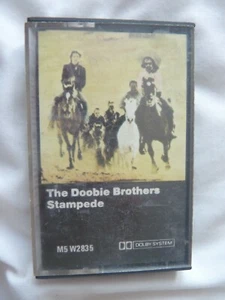 The Doobie Brothers
Stampede
M5 W2835
DOLBY SYSTEM